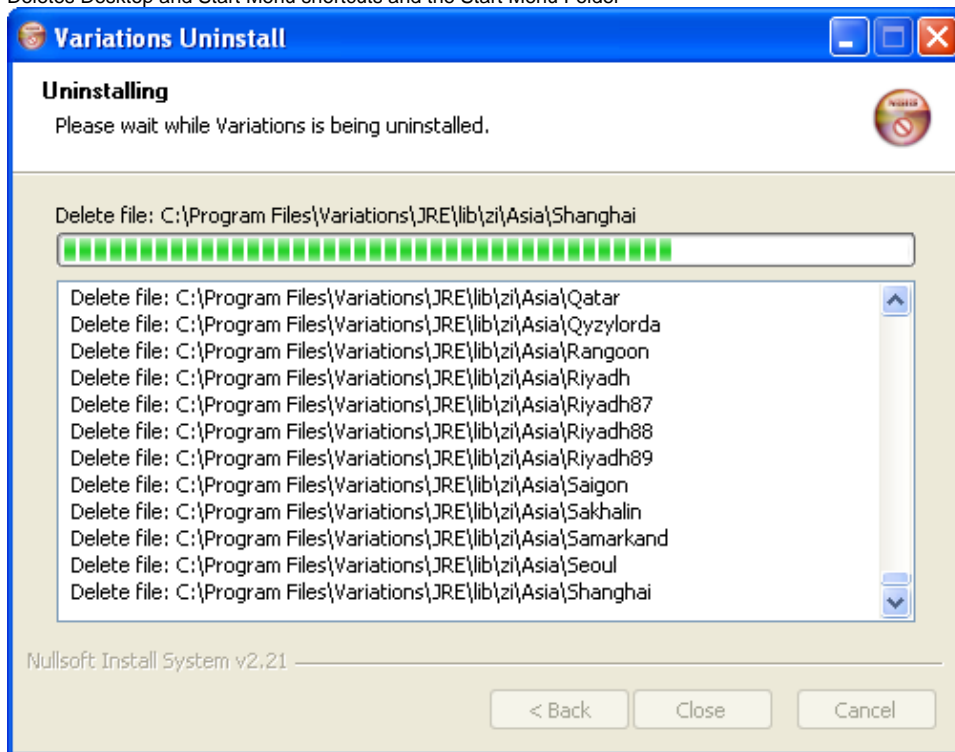 Deletes Desktop and Start Menu shortcuts and the Start Menu Folder
Variations Uninstall
Uninstalling
Please wait while Variations is being uninstalled.
Delete file: C:\Program Files\Variations\JRE\lib\zi\Asia\Shanghai
Delete file: C:\Program Files\Variations\JRE\lib\zi\Asia\Qatar
Delete file: C:\Program Files\Variations\JRE\lib\zi\Asia\Qyzylorda
Delete file: C:\Program Files\Variations\JRE\lib\zi\Asia\Rangoon
Delete file: C:\Program Files\Variations\JRE\lib\zi\Asia\Riyadh
Delete file: C:\Program Files\Variations\JRE\lib\zi\Asia\Riyadh87
Delete file: C:\Program Files\Variations\JRE\lib\zi\Asia\Riyadh88
Delete file: C:\Program Files\Variations\JRE\lib\zi\Asia\Riyadh89
Delete file: C:\Program Files\Variations\JRE\lib\zi\Asia\Saigon
Delete file: C:\Program Files\Variations\JRE\lib\zi\Asia\Sakhalin
Delete file: C:\Program Files\Variations\JRE\lib\zi\Asia\Samarkand
Delete file: C:\Program Files\Variations\JRE\lib\zi\Asia\Seoul
Delete file: C:\Program Files\Variations\JRE\lib\zi\Asia\Shanghai
Nullsoft Install System v2.21
< Back Close Cancel